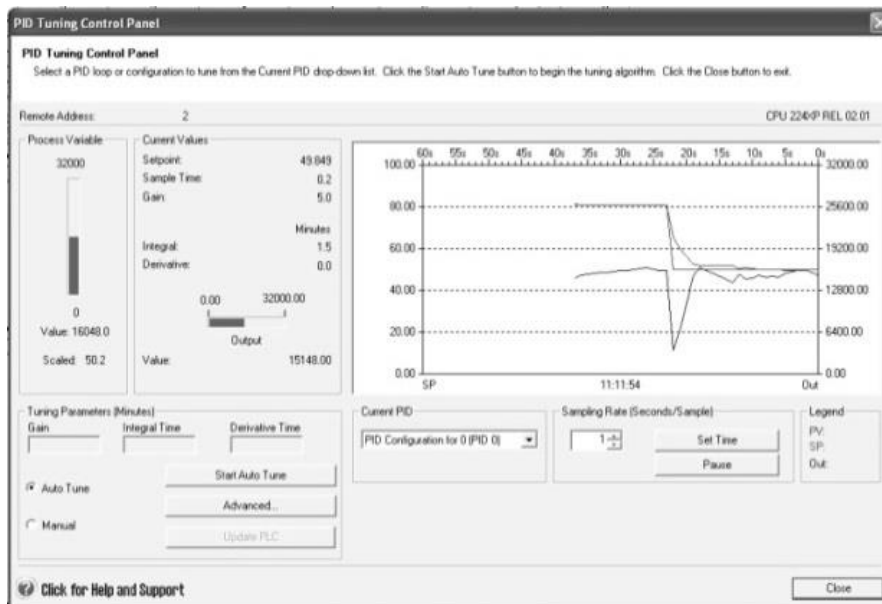 PID Tuning Control Panel
PID Tuning Control Panel
Select a PID loop or configuration to tune from the Current PID drop-down list. Click the Start Auto Tune button to begin the tuning algorithm. Click the Close button to exit.
Remote Address: 2 CPU 224XP REL 02.01
Process Variable
32000
0
Value: 16048.0
Scaled: 50.2
Current Values
Setpoint: 49.849
Sample Time: 0.2
Gain: 5.0
Minutes
Integral: 1.5
Derivative: 0.0
0.00 32000.00
Output
Value: 15148.00
60s 55s 50s 45s 40s 35s 30s 25s 20s 15s 10s 5s 0s
100.00 32000.00
80.00 25600.00
60.00 19200.00
40.00 12800.00
20.00 6400.00
0.00 0.00
SP 11:11:54 Out
Tuning Parameters (Minutes)
Gain Integral Time Derivative Time
Auto Tune
Manual
Start Auto Tune
Advanced...
Update PLC
Current PID
PID Configuration for 0 (PID 0)
Sampling Rate (Seconds/Sample)
1
Set Time
Pause
Legend
PV:
SP:
Out:
Click for Help and Support
Close